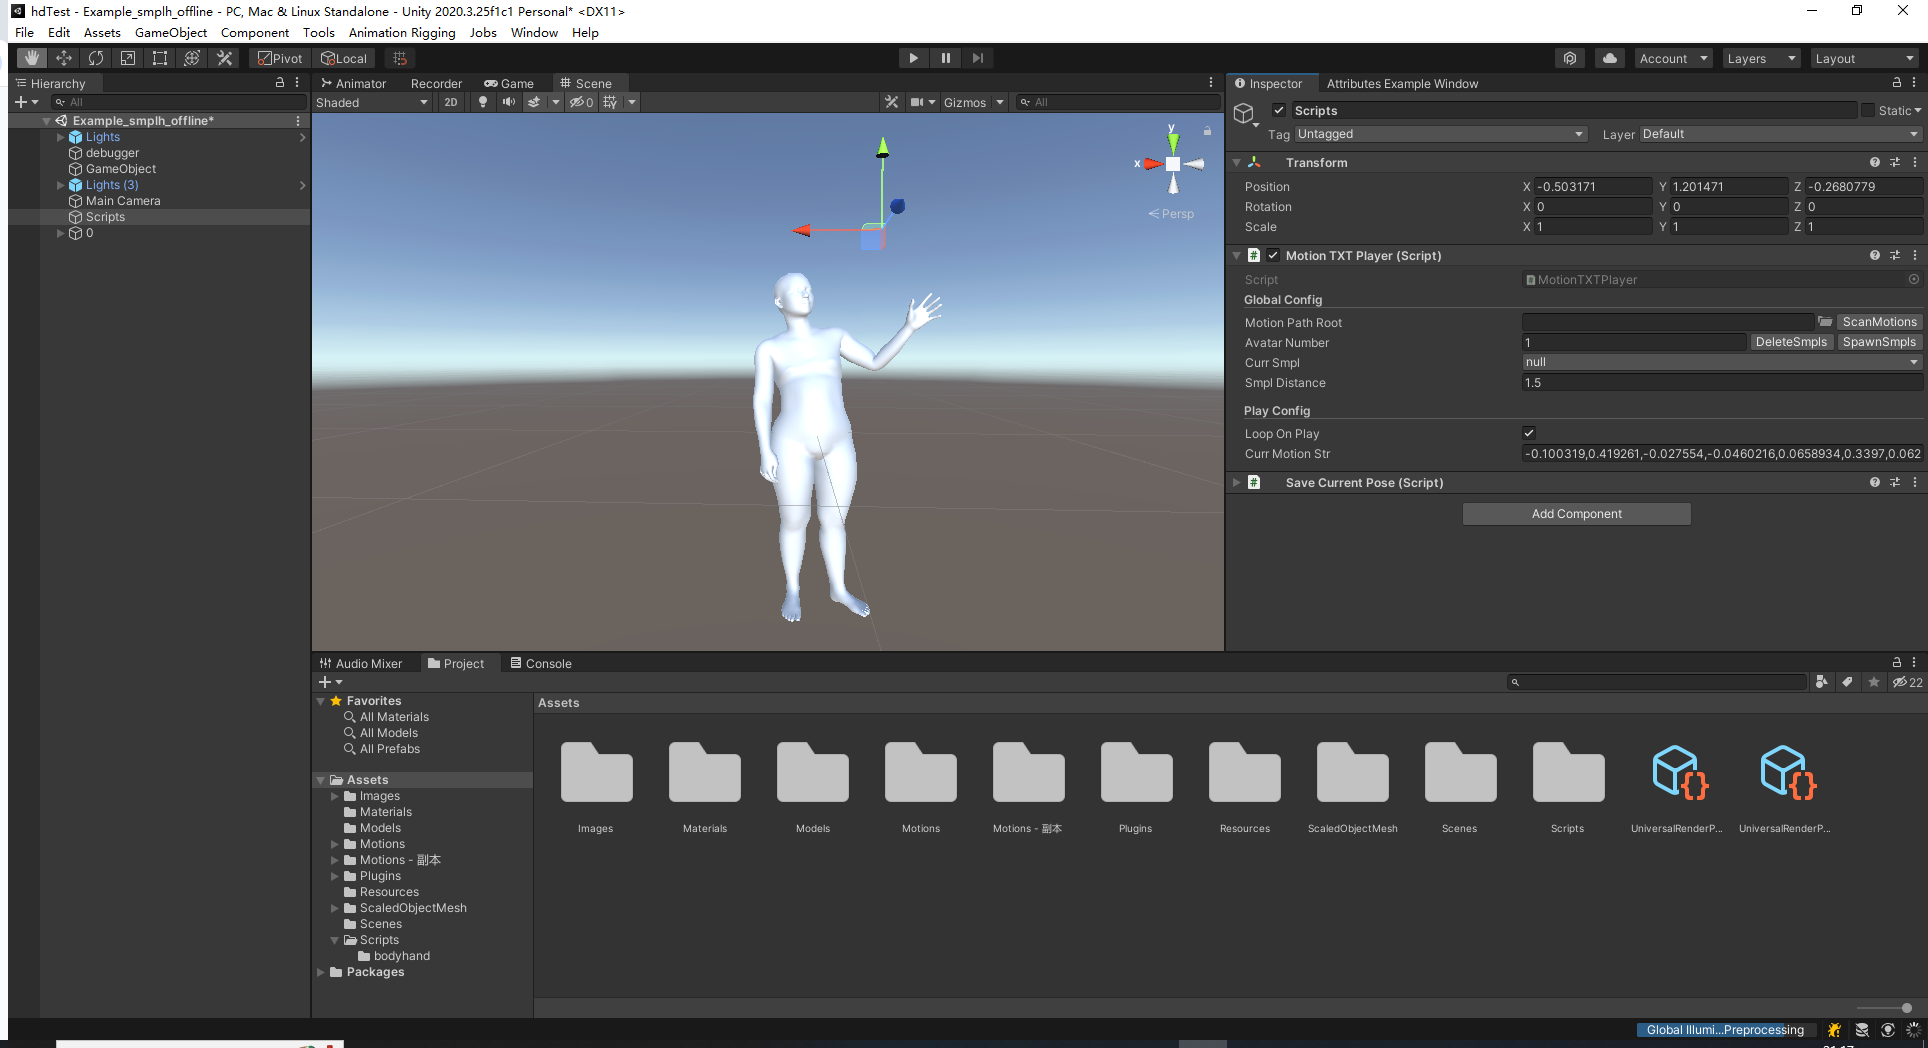 hdTest - Example_smplh_offline - PC, Mac & Linux Standalone - Unity 2020.3.25f1c1 Personal* <DX11>
File Edit Assets GameObject Component Tools Animation Rigging Jobs Window Help
Pivot Local Account Layers Layout
Hierarchy
All
Example_smplh_offline*
Lights
debugger
GameObject
Lights (3)
Main Camera
Scripts
0
Animator Recorder Game Scene
Shaded 2D 0 Gizmos All
y
x
Persp
Inspector Attributes Example Window
Scripts Static
Tag Untagged Layer Default
Transform
Position X -0.503171 Y 1.201471 Z -0.2680779
Rotation X 0 Y 0 Z 0
Scale X 1 Y 1 Z 1
# Motion TXT Player (Script)
Script MotionTXTPlayer
Global Config
Motion Path Root ScanMotions
Avatar Number 1 DeleteSmpls SpawnSmpls
Curr Smpl null
Smpl Distance 1.5
Play Config
Loop On Play
Curr Motion Str -0.100319,0.419261,-0.027554,-0.0460216,0.0658934,0.3397,0.062
# Save Current Pose (Script)
Add Component
Audio Mixer Project Console
22
Favorites
All Materials
All Models
All Prefabs
Assets
Images
Materials
Models
Motions
Motions - 副本
Plugins
Resources
ScaledObjectMesh
Scenes
Scripts
bodyhand
Packages
Assets
Images Materials Models Motions Motions - 副本 Plugins Resources ScaledObjectMesh Scenes Scripts UniversalRenderP... UniversalRenderP...
Global Illumi...Preprocessing